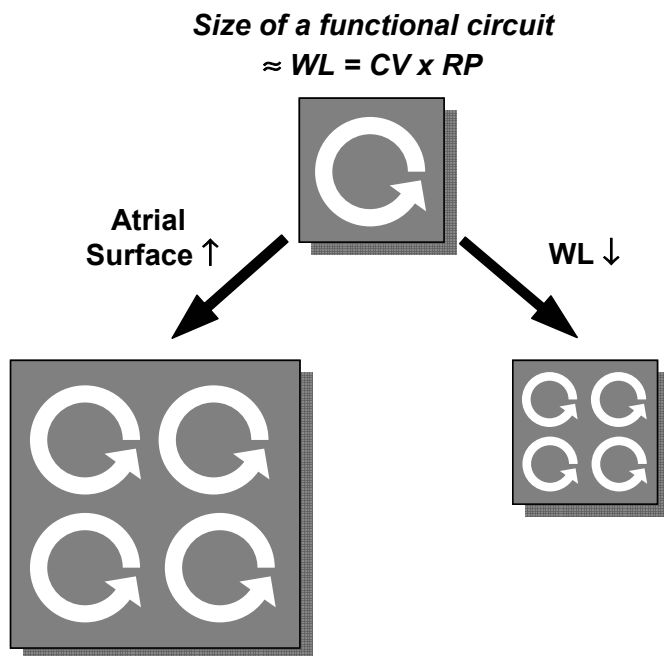 Size of a functional circuit
≈ WL = CV x RP
Atrial
Surface ↑
WL ↓